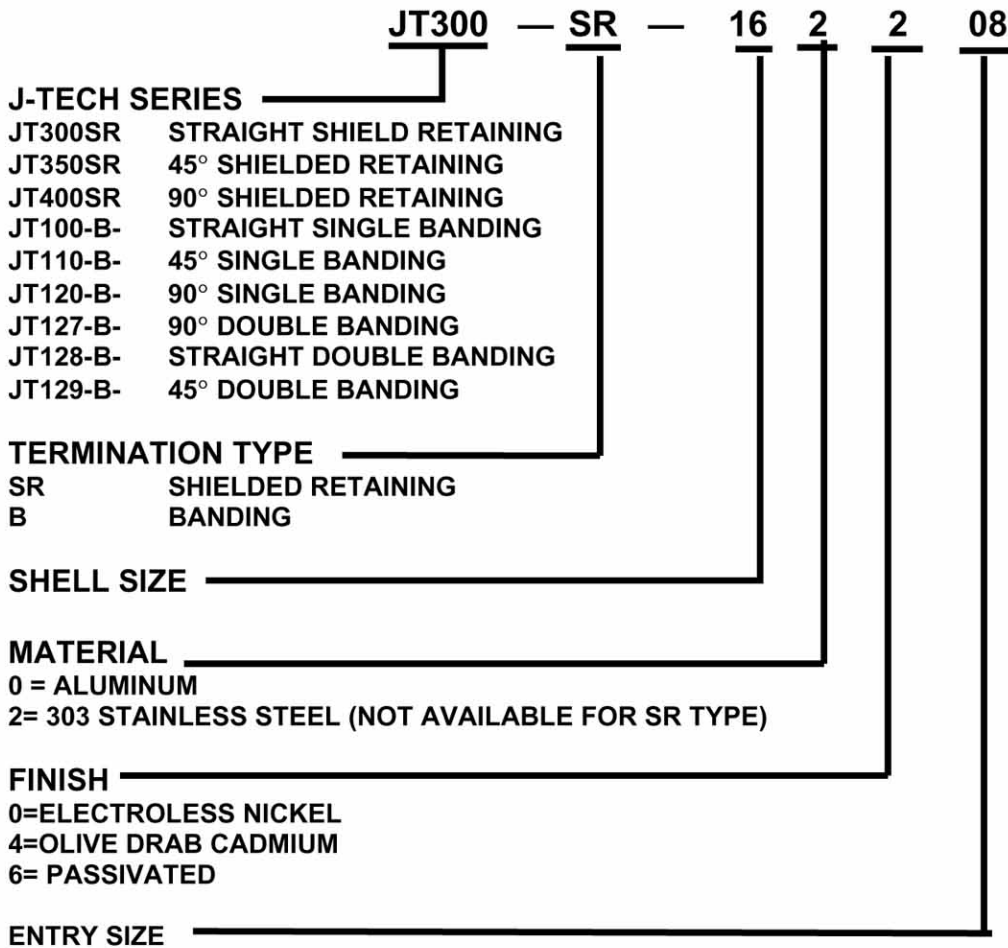 JT300 — SR — 16 2 2 08
J-TECH SERIES
JT300SR STRAIGHT SHIELD RETAINING
JT350SR 45° SHIELDED RETAINING
JT400SR 90° SHIELDED RETAINING
JT100-B- STRAIGHT SINGLE BANDING
JT110-B- 45° SINGLE BANDING
JT120-B- 90° SINGLE BANDING
JT127-B- 90° DOUBLE BANDING
JT128-B- STRAIGHT DOUBLE BANDING
JT129-B- 45° DOUBLE BANDING
TERMINATION TYPE
SR SHIELDED RETAINING
B BANDING
SHELL SIZE
MATERIAL
0 = ALUMINUM
2= 303 STAINLESS STEEL (NOT AVAILABLE FOR SR TYPE)
FINISH
0=ELECTROLESS NICKEL
4=OLIVE DRAB CADMIUM
6= PASSIVATED
ENTRY SIZE